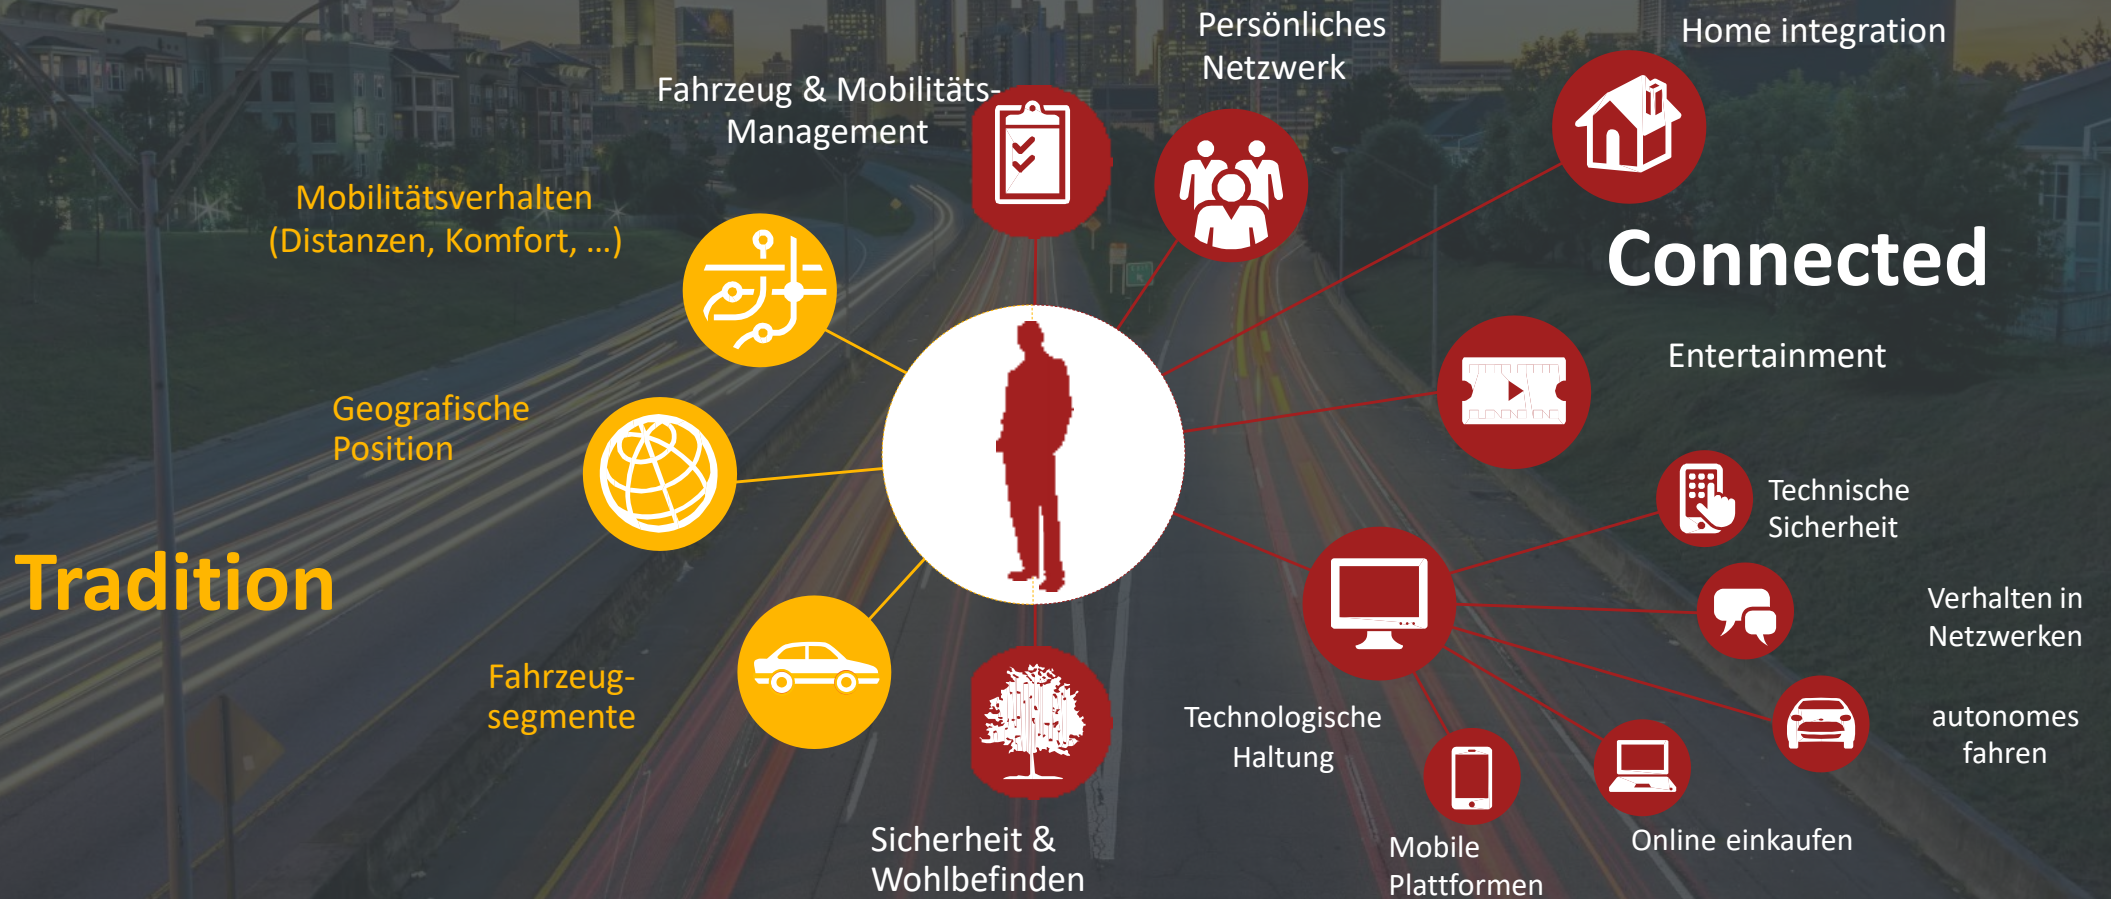 Persönliches
Netzwerk
Home integration
Fahrzeug & Mobilitäts-
Management
Mobilitätsverhalten
(Distanzen, Komfort, ...)
Connected
Entertainment
Geografische
Position
Technische
Sicherheit
Tradition
Verhalten in
Netzwerken
Fahrzeug-
segmente
Technologische
Haltung
autonomes
fahren
Sicherheit &
Wohlbefinden
Mobile
Plattformen
Online einkaufen